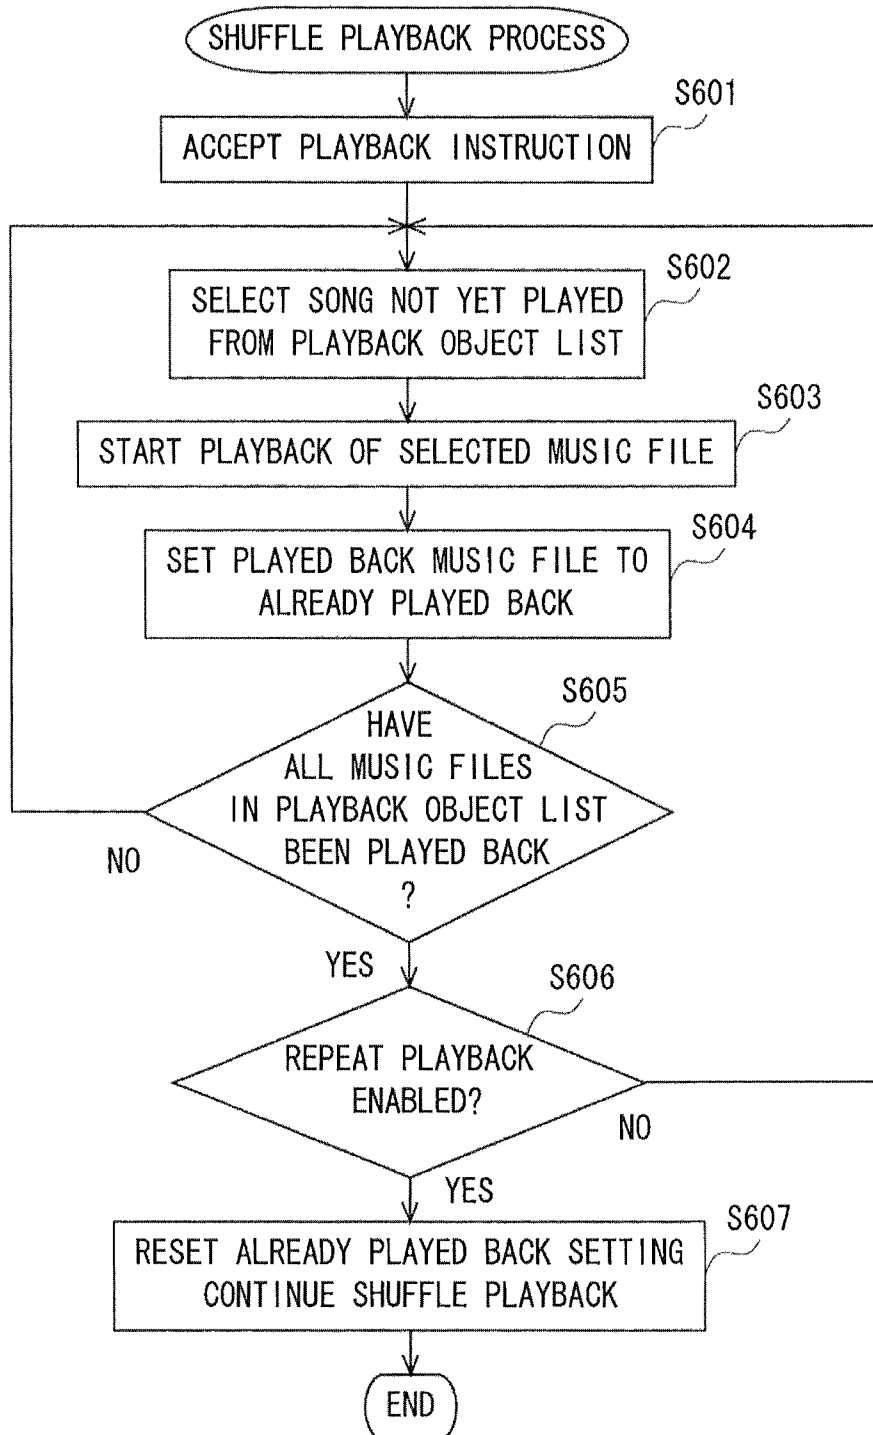 SHUFFLE PLAYBACK PROCESS
S601
ACCEPT PLAYBACK INSTRUCTION
S602
SELECT SONG NOT YET PLAYED
FROM PLAYBACK OBJECT LIST
S603
START PLAYBACK OF SELECTED MUSIC FILE
S604
SET PLAYED BACK MUSIC FILE TO
ALREADY PLAYED BACK
S605
HAVE
ALL MUSIC FILES
IN PLAYBACK OBJECT LIST
BEEN PLAYED BACK
?
NO
YES
S606
REPEAT PLAYBACK
ENABLED?
NO
YES
S607
RESET ALREADY PLAYED BACK SETTING
CONTINUE SHUFFLE PLAYBACK
END